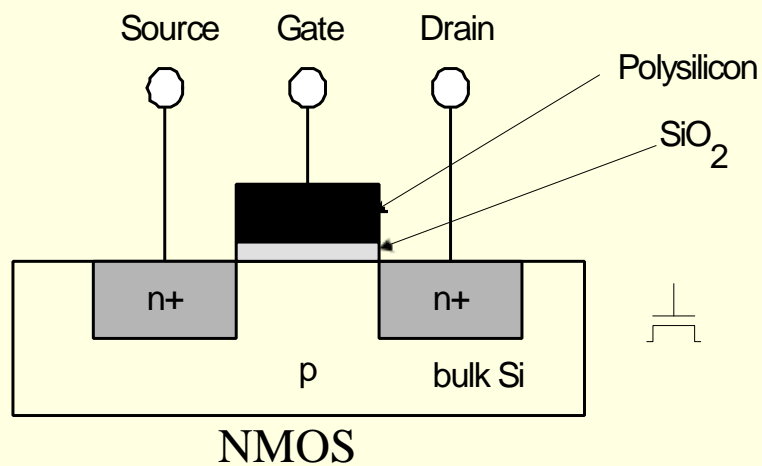 Source Gate Drain
Polysilicon
SiO2
n+ n+
p bulk Si
NMOS